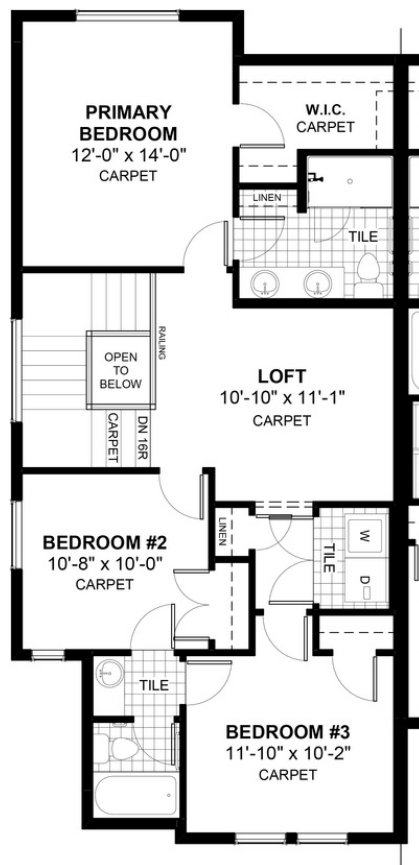 PRIMARY
BEDROOM
12'-0" x 14'-0"
CARPET
W.I.C.
CARPET
LINEN
TILE
RAILING
OPEN
TO
BELOW
LOFT
10'-10" x 11'-1"
CARPET
CARPET
DN 16R
BEDROOM #2
10'-8" x 10'-0"
CARPET
LINEN
TILE
W
D
TILE
BEDROOM #3
11'-10" x 10'-2"
CARPET